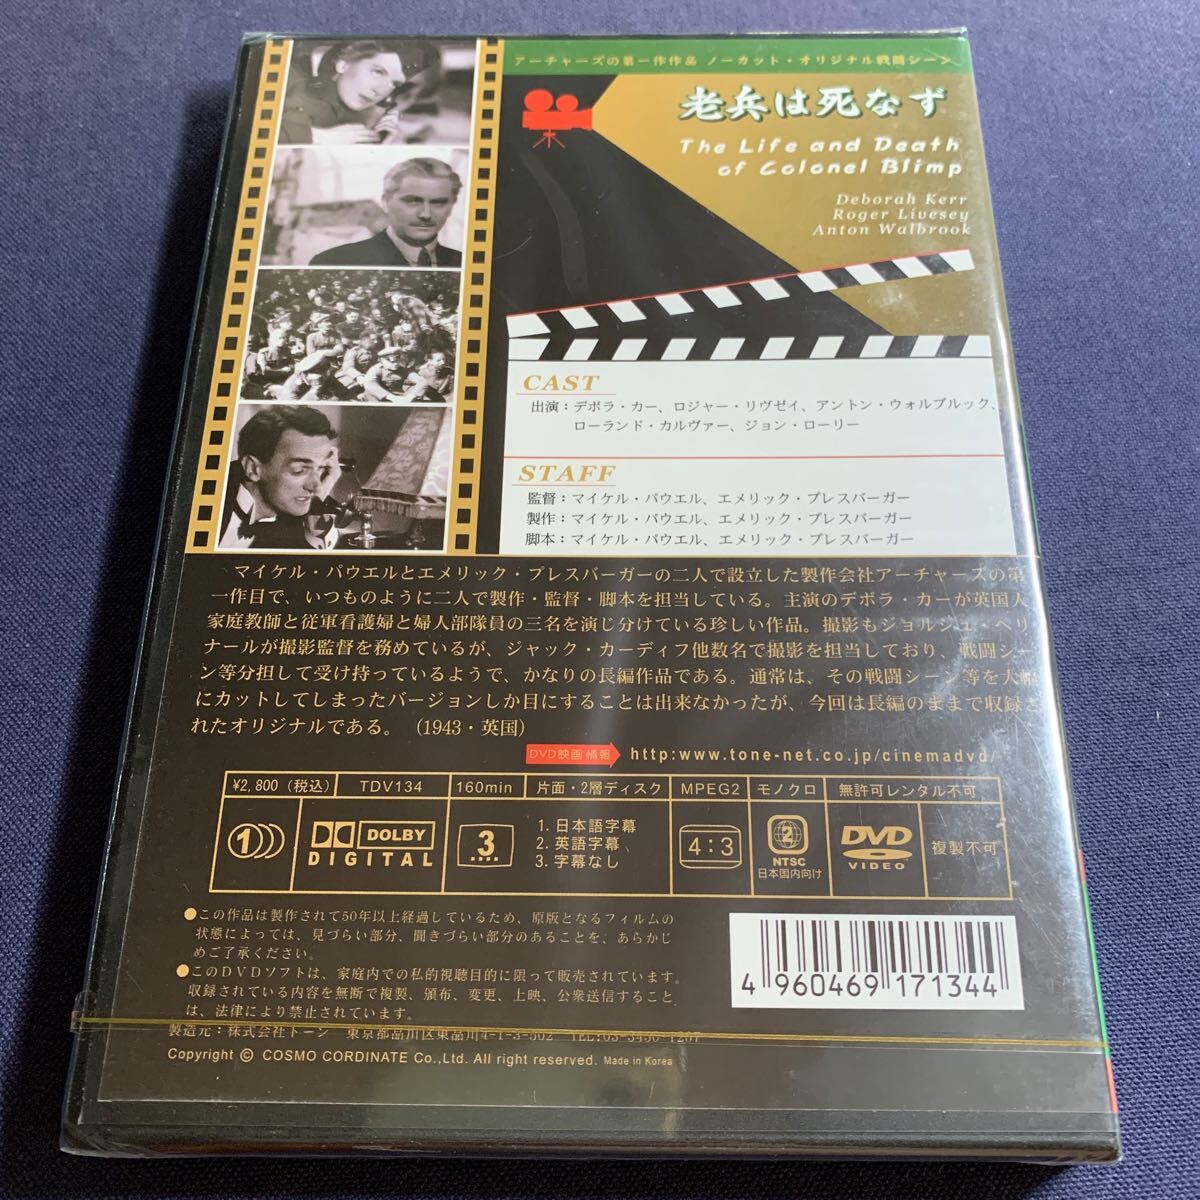 アーチャーズの第一作作品 ノーカット・オリジナル戦闘シーン
老兵は死なず
The Life and Death
of Colonel Blimp
Deborah Kerr
Roger Livesey
Anton Walbrook
CAST
出演：デボラ・カー、ロジャー・リヴゼイ、アントン・ウォルブルック、
ローランド・カルヴァー、ジョン・ローリー
STAFF
監督：マイケル・パウエル、エメリック・プレスバーガー
製作：マイケル・パウエル、エメリック・プレスバーガー
脚本：マイケル・パウエル、エメリック・プレスバーガー
マイケル・パウエルとエメリック・プレスバーガーの二人で設立した製作会社アーチャーズの第
一作目で、いつものように二人で製作・監督・脚本を担当している。主演のデボラ・カーが英国人
家庭教師と従軍看護婦と婦人部隊員の三名を演じ分けている珍しい作品。撮影もジョルジュ・ペリ
ナールが撮影監督を務めているが、ジャック・カーディフ他数名で撮影を担当しており、戦闘シー
ン等分担して受け持っているようで、かなりの長編作品である。通常は、その戦闘シーン等を大幅
にカットしてしまったバージョンしか目にすることは出来なかったが、今回は長編のままで収録さ
れたオリジナルである。 (1943・英国)
DVD映画情報 http:www.tone-net.co.jp/cinemadvd/
¥2,800 (税込) TDV134 160min 片面・2層ディスク MPEG2 モノクロ 無許可レンタル不可
1 DOLBY DIGITAL 3 1. 日本語字幕
2. 英語字幕
3. 字幕なし
4:3 2 NTSC 日本国内向け DVD VIDEO 複製不可
●この作品は製作されて50年以上経過しているため、原版となるフィルムの
状態によっては、見づらい部分、聞きづらい部分のあることを、あらかじ
めご了承ください。
●このDVDソフトは、家庭内での私的視聴目的に限って販売されています。
収録されている内容を無断で複製、頒布、変更、上映、公衆送信すること
は、法律により禁止されています。
製造元：株式会社トーン 東京都品川区東品川4-1-3-502 TEL:03-3450-1207
Copyright © COSMO CORDINATE Co.,Ltd. All right reserved. Made in Korea
4 960469 171344